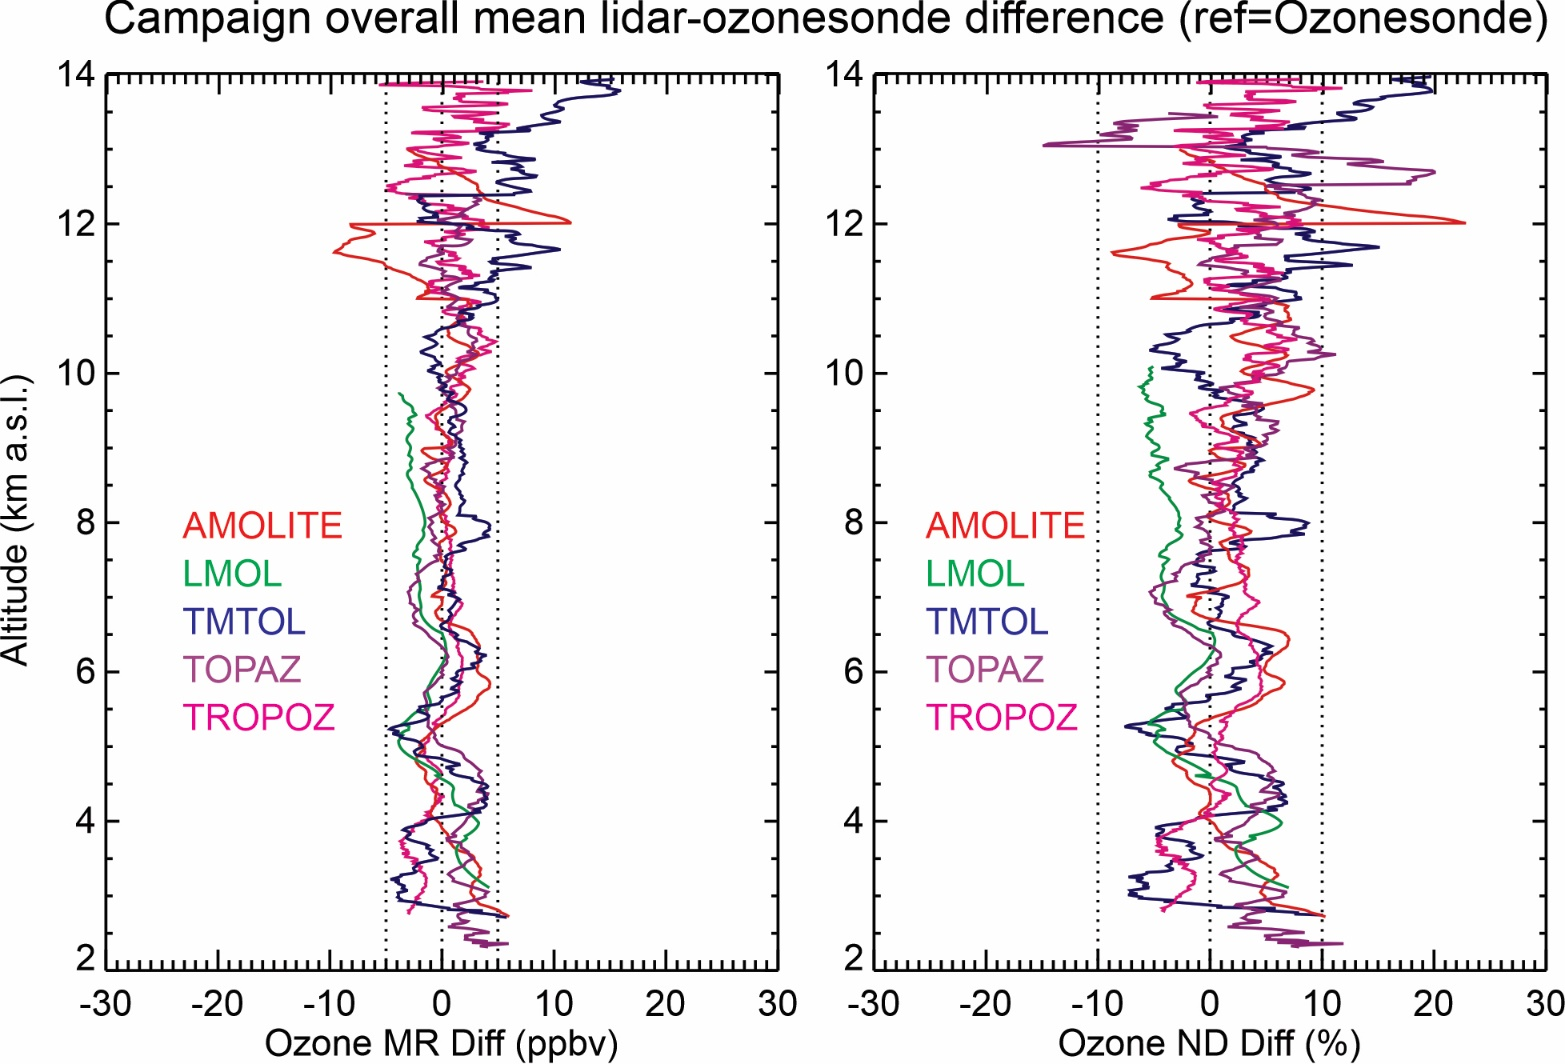 Campaign overall mean lidar-ozonesonde difference (ref=Ozonesonde)
14
12
10
8
6
4
2
Altitude (km a.s.l.)
AMOLITE
LMOL
TMTOL
TOPAZ
TROPOZ
-30 -20 -10 0 10 20 30
Ozone MR Diff (ppbv)
14
12
10
8
6
4
2
AMOLITE
LMOL
TMTOL
TOPAZ
TROPOZ
-30 -20 -10 0 10 20 30
Ozone ND Diff (%)